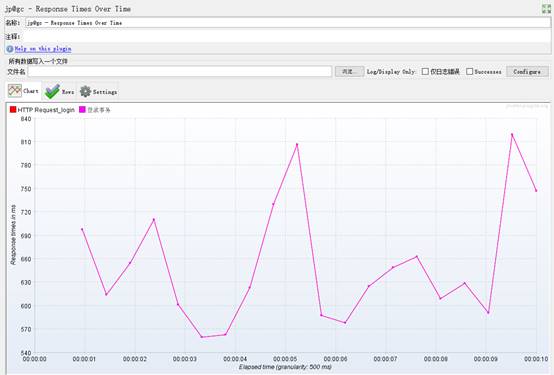 jp@gc - Response Times Over Time
名称: jp@gc - Response Times Over Time
注释:
Help on this plugin
所有数据写入一个文件
文件名 浏览... Log/Display Only: 仅日志错误 Successes Configure
Chart Rows Settings
HTTP Request_login 登录事务
840
810
780
750
720
690
660
630
600
570
540
Response times in ms
00:00:00 00:00:01 00:00:02 00:00:03 00:00:04 00:00:05 00:00:06 00:00:07 00:00:08 00:00:09 00:00:10
Elapsed time (granularity: 500 ms)